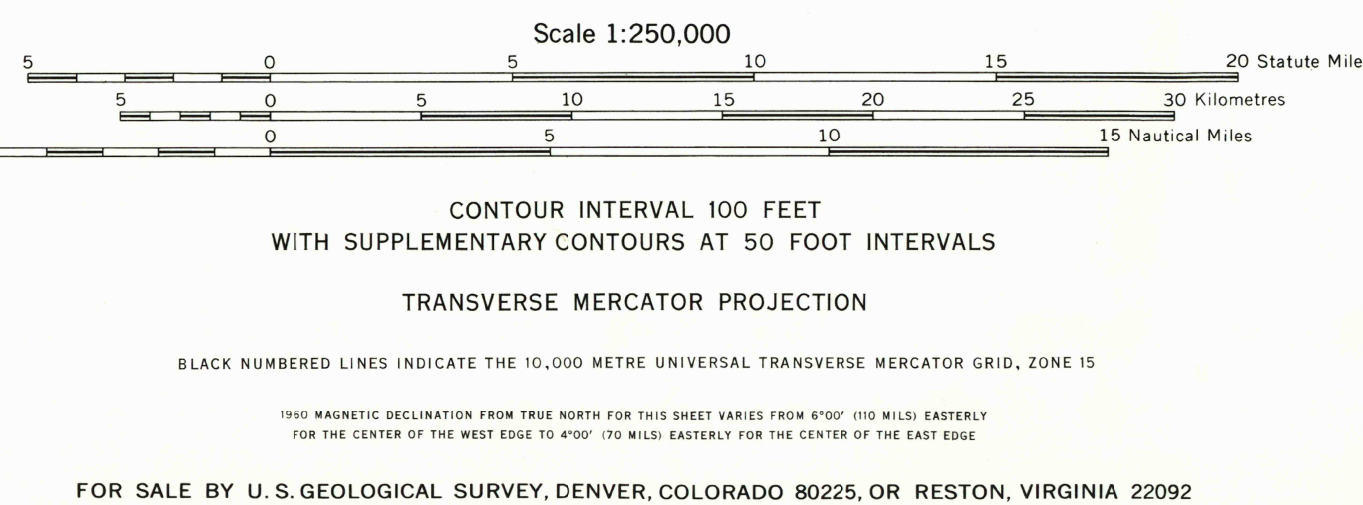 Scale 1:250,000
5 0 5 10 15 20 Statute Mile
5 0 5 10 15 20 25 30 Kilometres
0 5 10 15 Nautical Miles
CONTOUR INTERVAL 100 FEET
WITH SUPPLEMENTARY CONTOURS AT 50 FOOT INTERVALS
TRANSVERSE MERCATOR PROJECTION
BLACK NUMBERED LINES INDICATE THE 10,000 METRE UNIVERSAL TRANSVERSE MERCATOR GRID, ZONE 15
1960 MAGNETIC DECLINATION FROM TRUE NORTH FOR THIS SHEET VARIES FROM 6°00′ (110 MILS) EASTERLY
FOR THE CENTER OF THE WEST EDGE TO 4°00′ (70 MILS) EASTERLY FOR THE CENTER OF THE EAST EDGE
FOR SALE BY U. S. GEOLOGICAL SURVEY, DENVER, COLORADO 80225, OR RESTON, VIRGINIA 22092